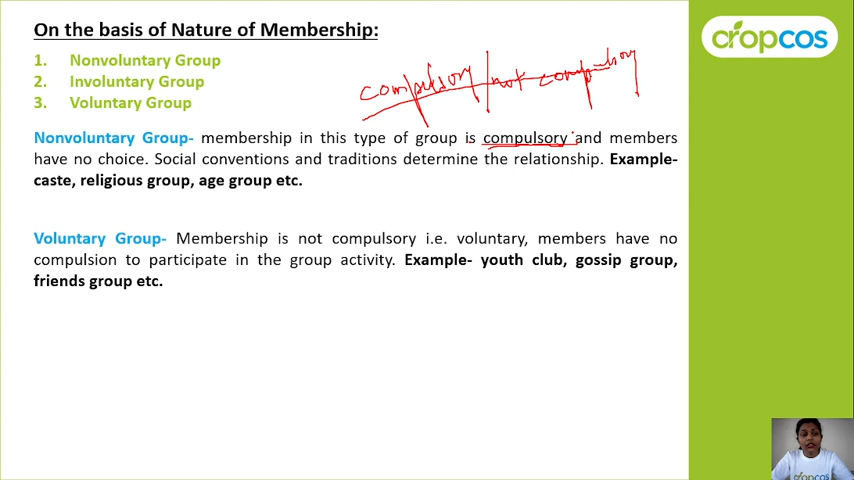 On the basis of Nature of Membership:
cropcos
1. Nonvoluntary Group
2. Involuntary Group
3. Voluntary Group
compulsory | not compulsory
Nonvoluntary Group- membership in this type of group is compulsory and members
have no choice. Social conventions and traditions determine the relationship. Example-
caste, religious group, age group etc.
Voluntary Group- Membership is not compulsory i.e. voluntary, members have no
compulsion to participate in the group activity. Example- youth club, gossip group,
friends group etc.